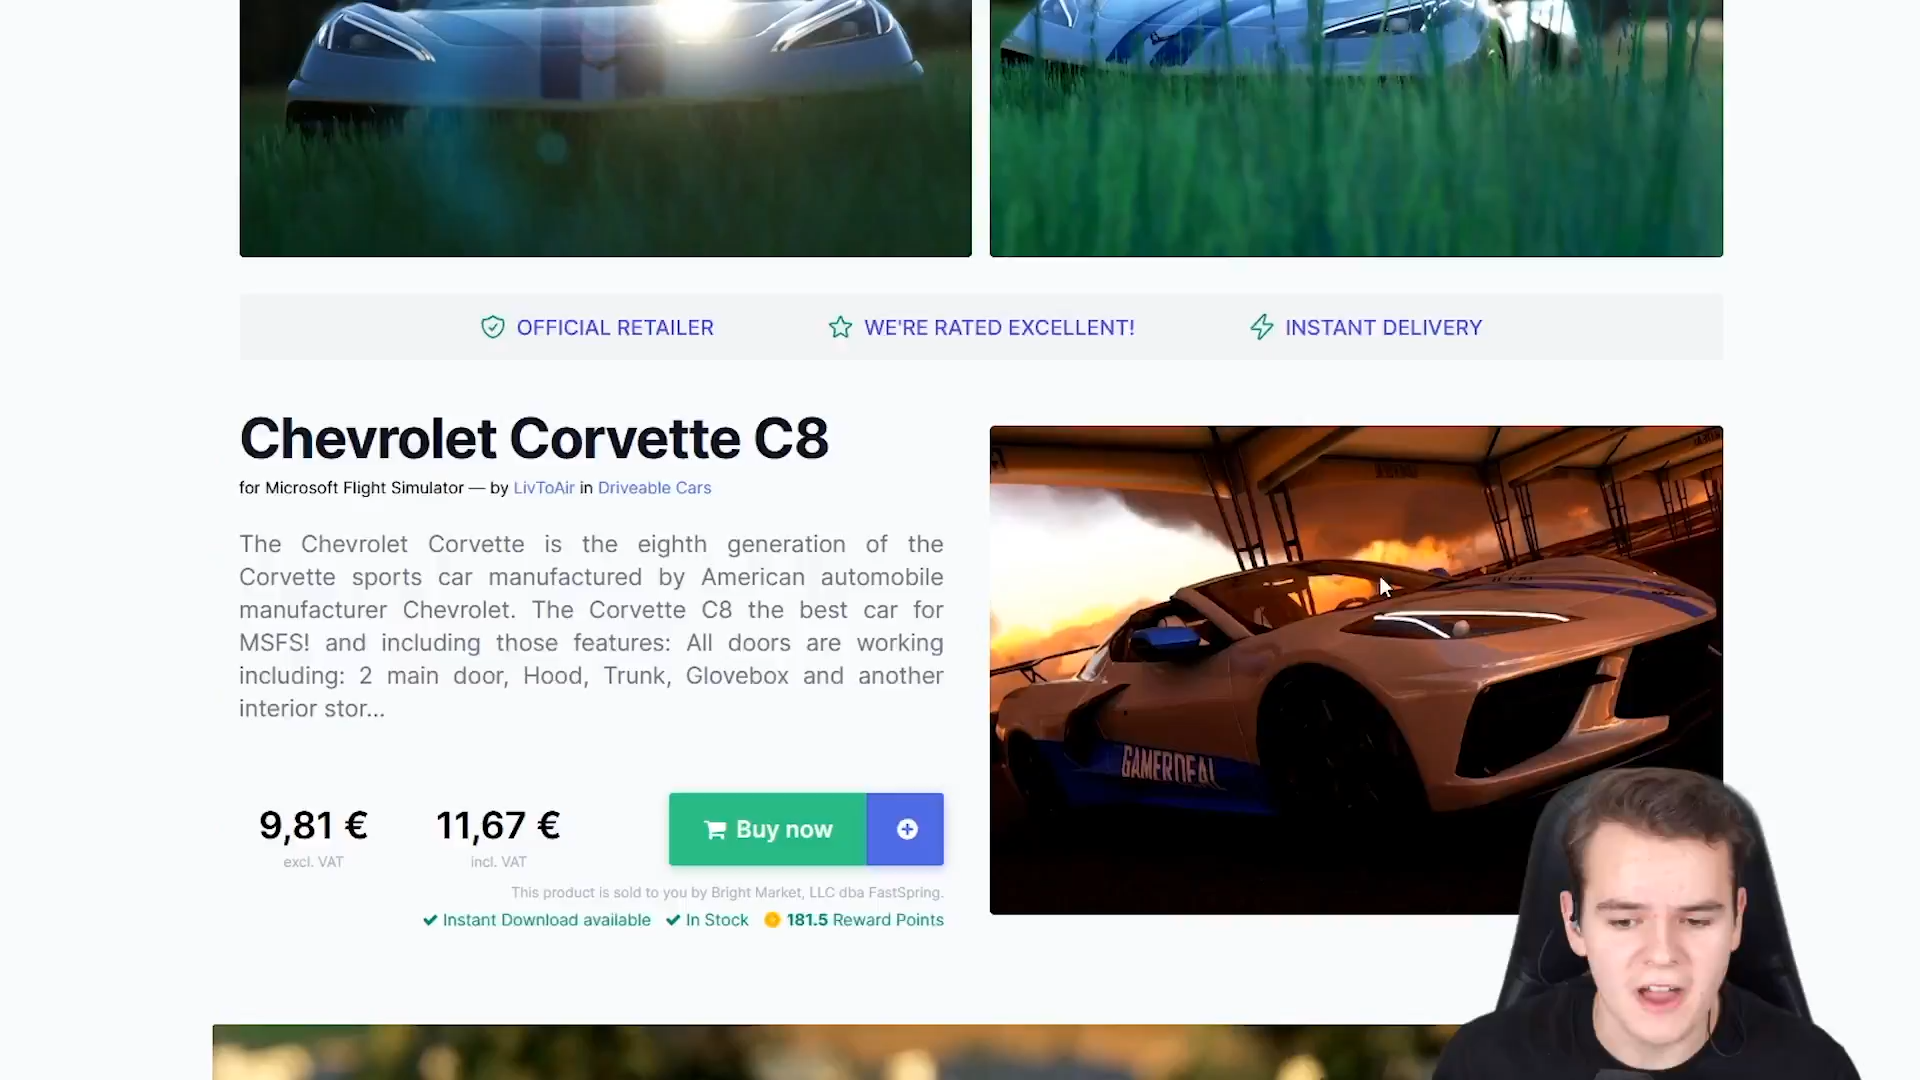 OFFICIAL RETAILER
WE'RE RATED EXCELLENT!
INSTANT DELIVERY
Chevrolet Corvette C8
for Microsoft Flight Simulator — by LivToAir in Driveable Cars
The Chevrolet Corvette is the eighth generation of the
Corvette sports car manufactured by American automobile
manufacturer Chevrolet. The Corvette C8 the best car for
MSFS! and including those features: All doors are working
including: 2 main door, Hood, Trunk, Glovebox and another
interior stor...
GAMERDEAL
9,81 €
11,67 €
Buy now
excl. VAT
incl. VAT
This product is sold to you by Bright Market, LLC dba FastSpring.
Instant Download available
In Stock
181.5 Reward Points